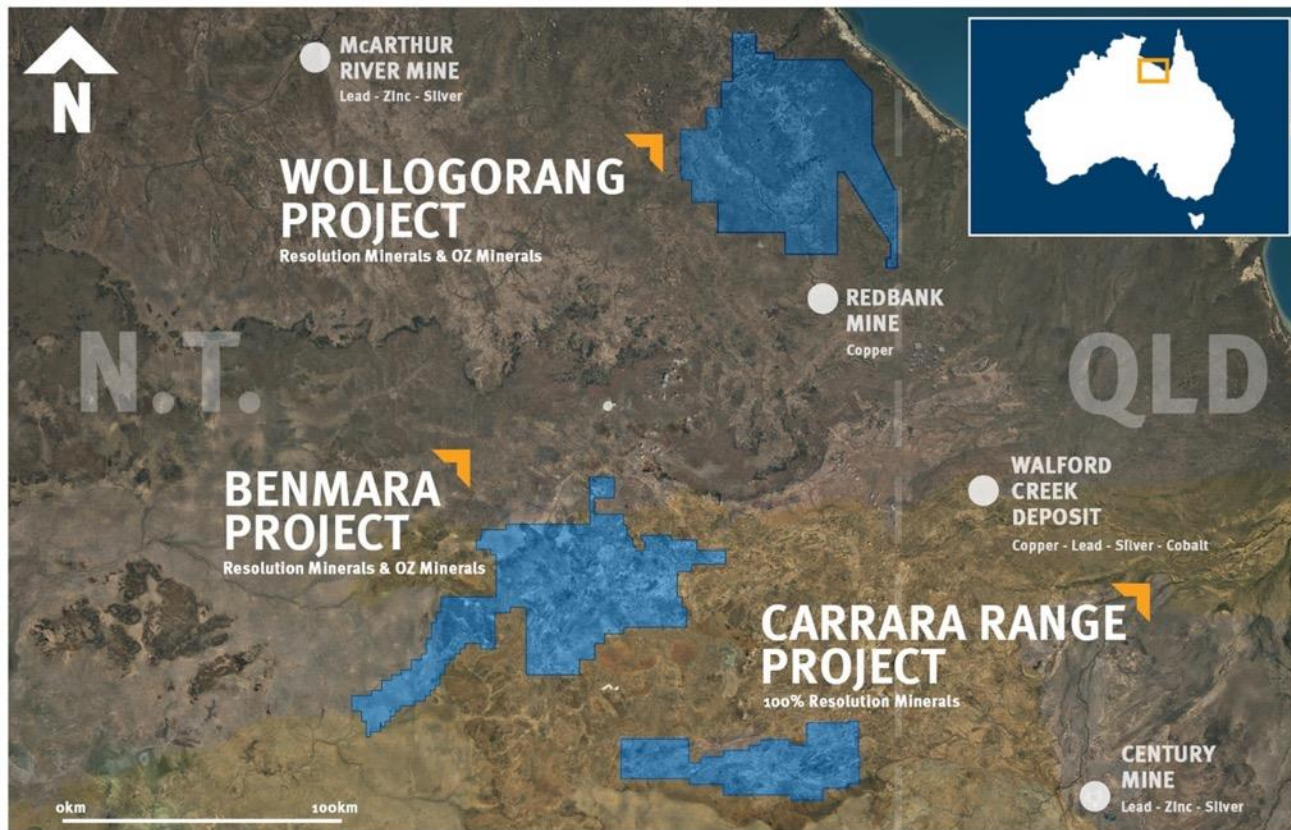 N
McARTHUR
RIVER MINE
Lead - Zinc - Silver
WOLLOGORANG
PROJECT
Resolution Minerals & OZ Minerals
REDBANK
MINE
Copper
N.T.
QLD
BENMARA
PROJECT
Resolution Minerals & OZ Minerals
WALFORD
CREEK
DEPOSIT
Copper - Lead - Silver - Cobalt
CARRARA RANGE
PROJECT
100% Resolution Minerals
CENTURY
MINE
Lead - Zinc - Silver
0km
100km